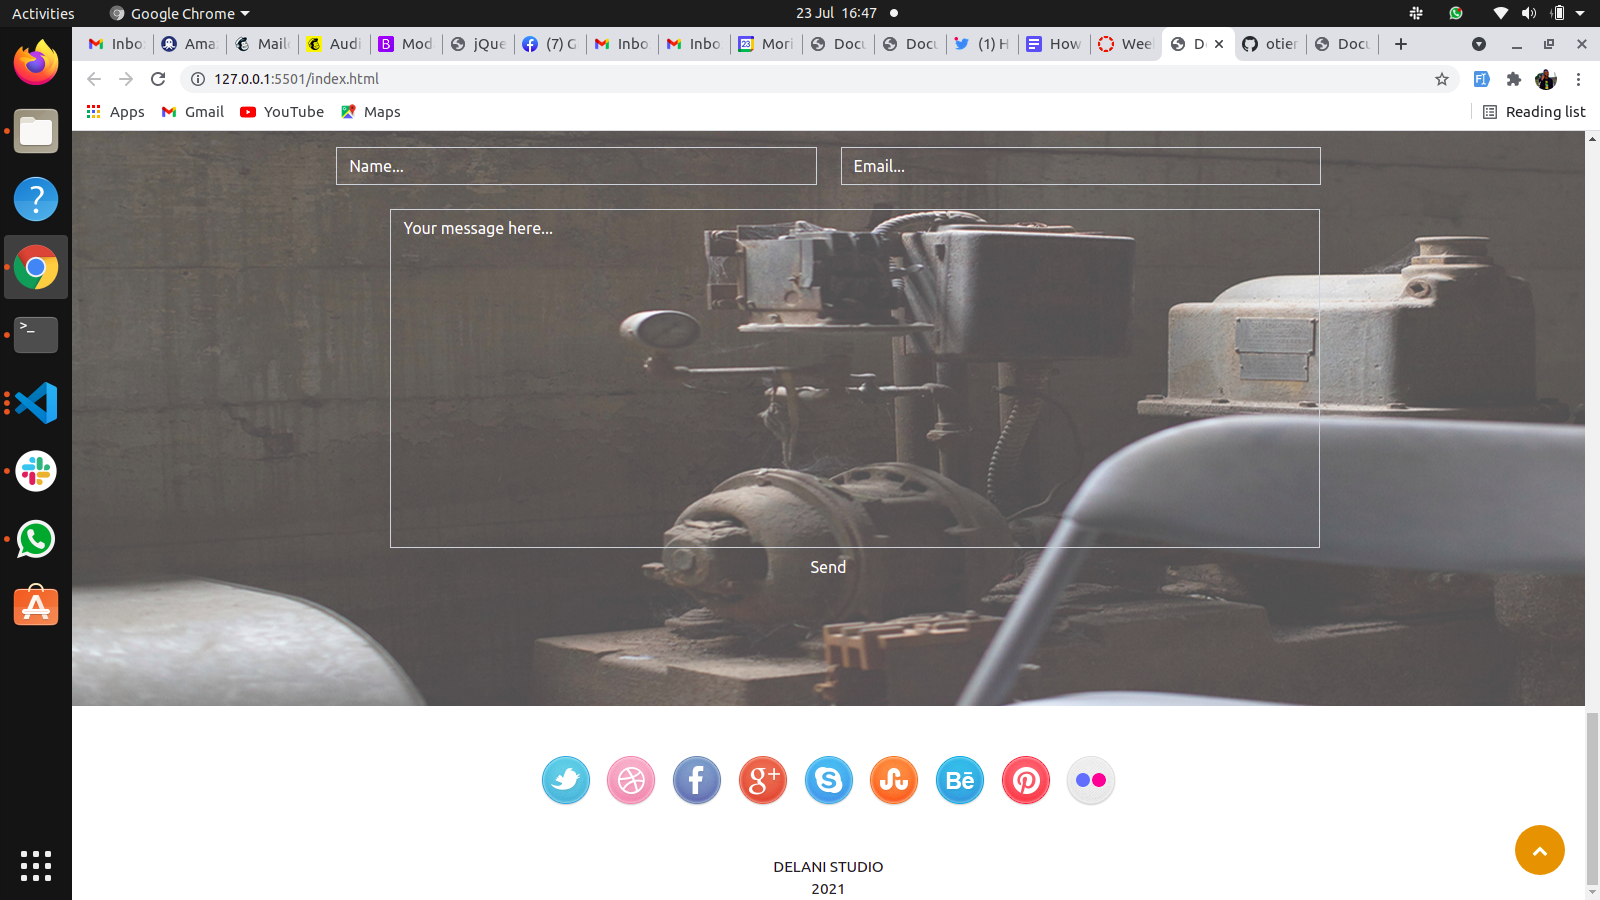 Activities
Google Chrome
23 Jul 16:47
Inbo
Ama
Mail
Audi
Mod
jQue
(7) G
Inbo
Inbo
Mori
Docu
Docu
(1) H
How
Wee
D
otier
Docu
127.0.0.1:5501/index.html
Apps
Gmail
YouTube
Maps
Reading list
Name...
Email...
Your message here...
Send
DELANI STUDIO
2021